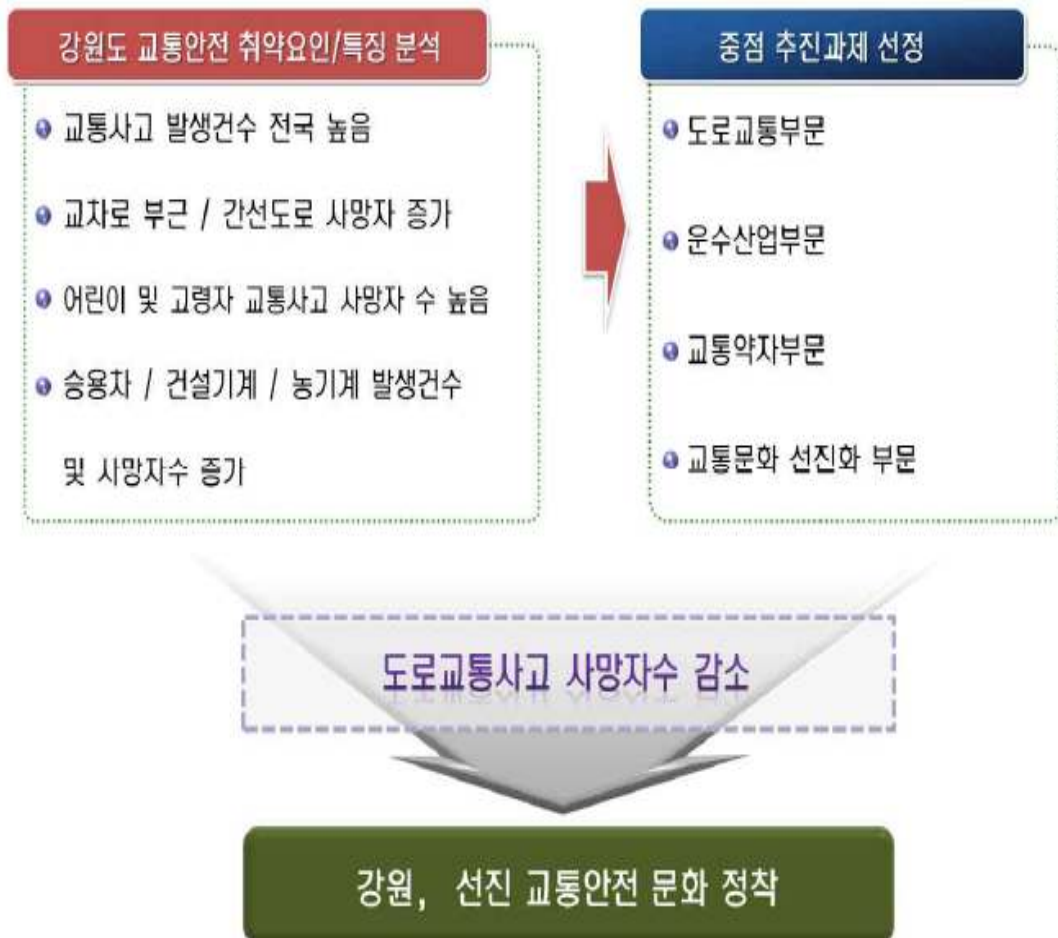 강원도 교통안전 취약요인/특징 분석
교통사고 발생건수 전국 높음
교차로 부근 / 간선도로 사망자 증가
어린이 및 고령자 교통사고 사망자 수 높음
승용차 / 건설기계 / 농기계 발생건수
및 사망자수 증가
중점 추진과제 선정
도로교통부문
운수산업부문
교통약자부문
교통문화 선진화 부문
도로교통사고 사망자수 감소
강원, 선진 교통안전 문화 정착